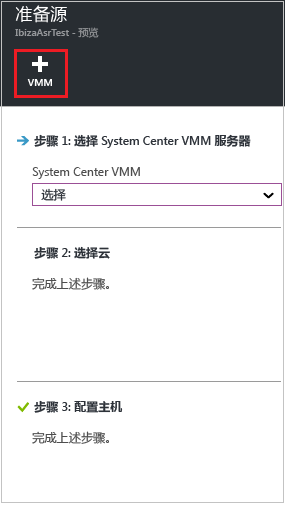 准备源
IbizaAsrTest - 预览
VMM
步骤 1: 选择 System Center VMM 服务器
System Center VMM
选择
步骤 2: 选择云
完成上述步骤。
步骤 3: 配置主机
完成上述步骤。